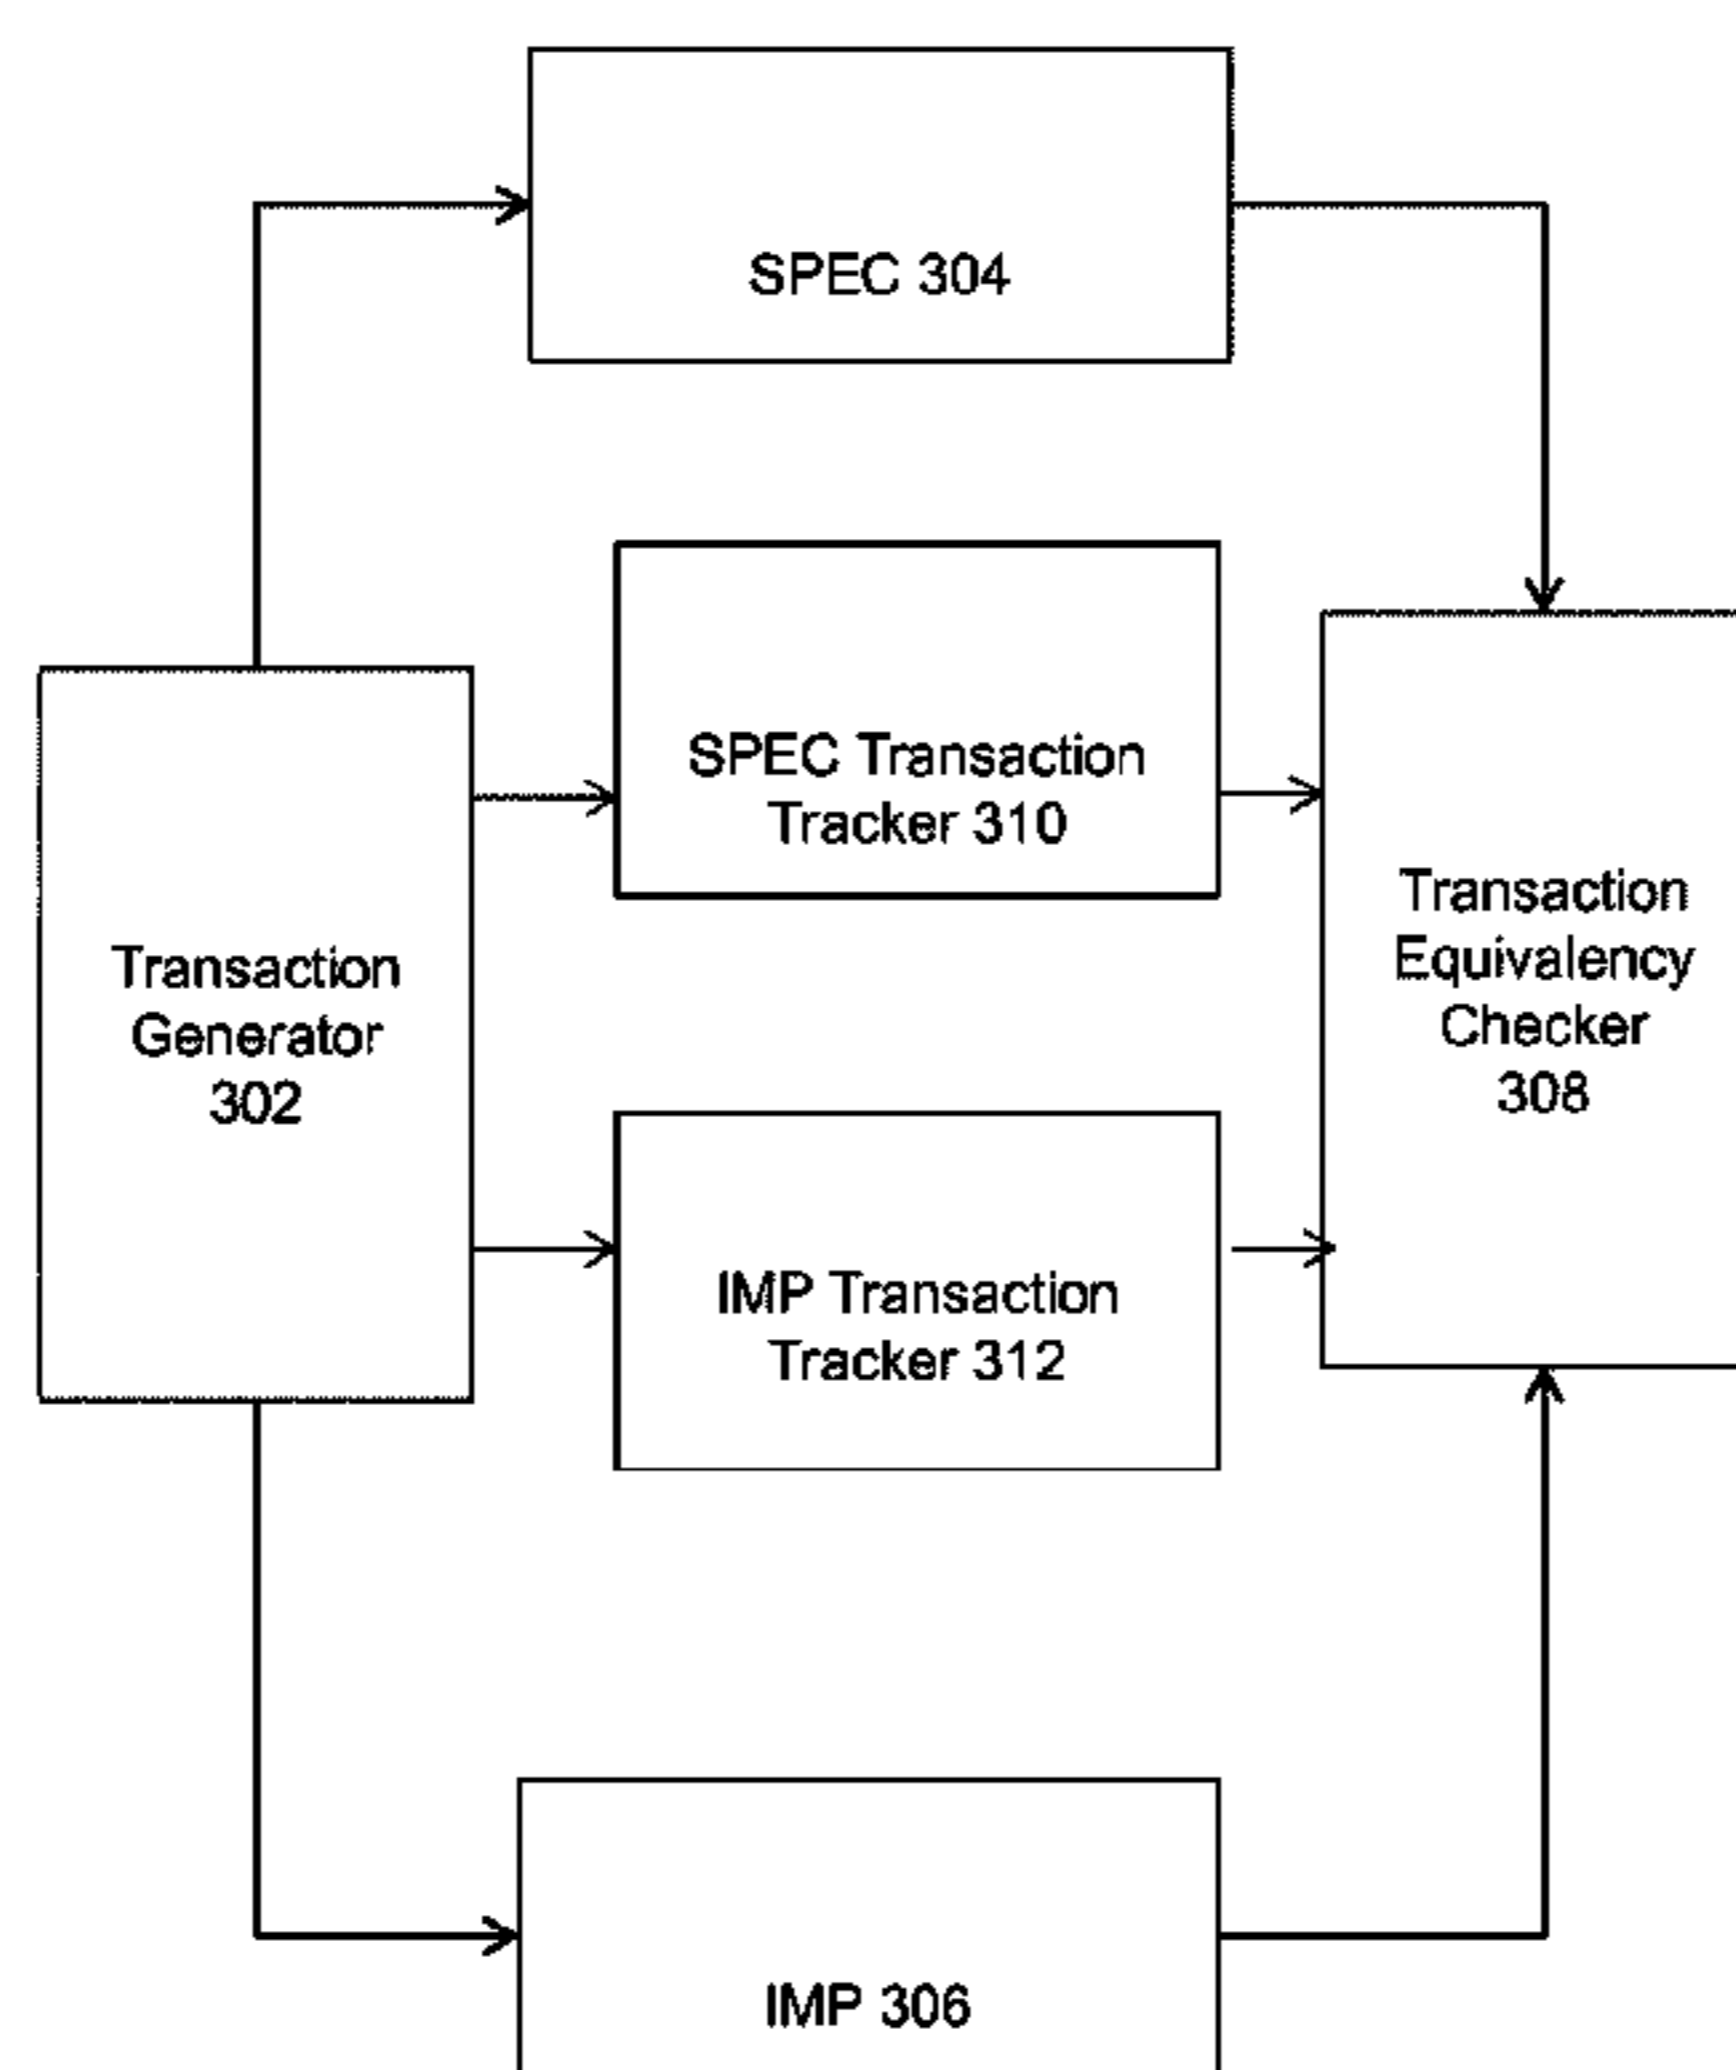 SPEC 304
SPEC Transaction
Tracker 310
Transaction
Equivalency
Checker
308
Transaction
Generator
302
IMP Transaction
Tracker 312
IMP 306